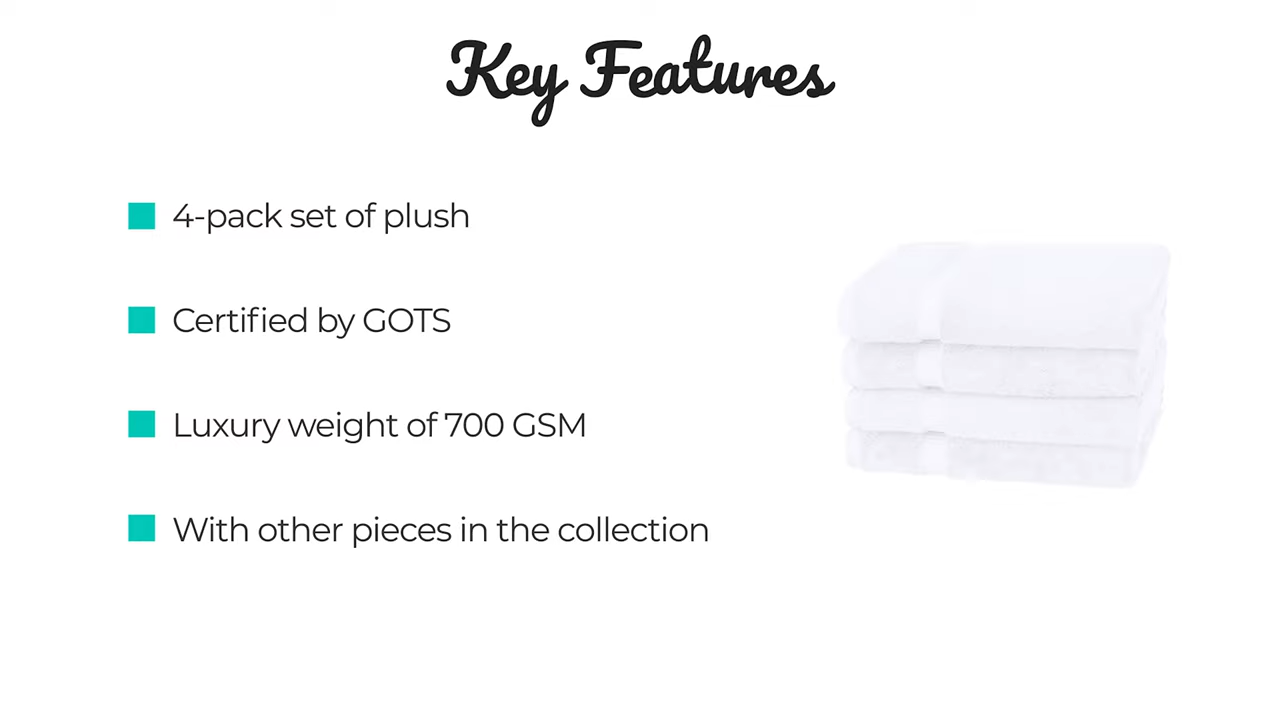 Key Features
4-pack set of plush
Certified by GOTS
Luxury weight of 700 GSM
With other pieces in the collection